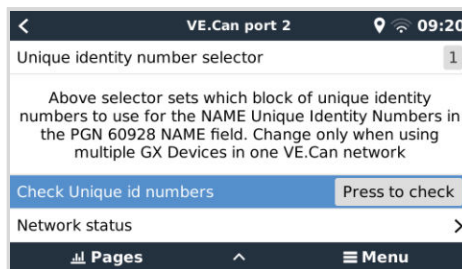 VE.Can port 2
09:20
Unique identity number selector
1
Above selector sets which block of unique identity
numbers to use for the NAME Unique Identity Numbers in
the PGN 60928 NAME field. Change only when using
multiple GX Devices in one VE.Can network
Check Unique id numbers
Press to check
Network status
Pages
Menu